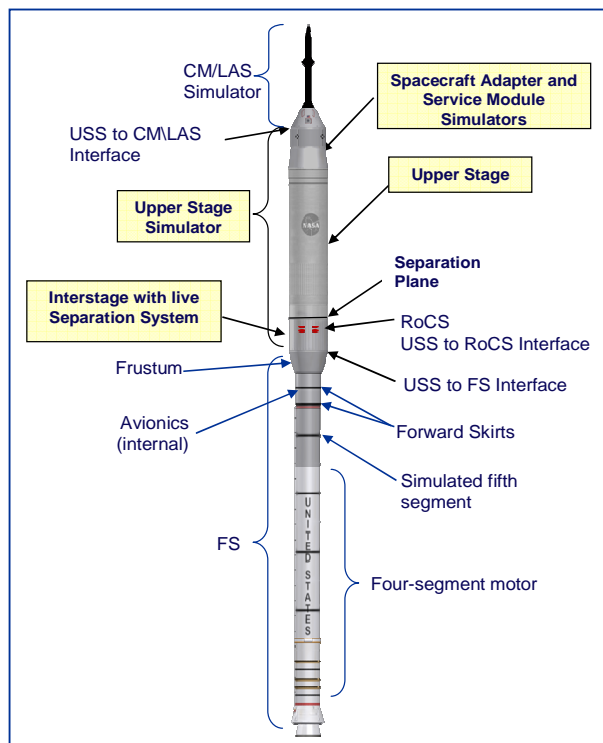 CM/LAS
Simulator
Spacecraft Adapter and
Service Module
Simulators
USS to CM\LAS
Interface
Upper Stage
Upper Stage
Simulator
NASA
Separation
Plane
Interstage with live
Separation System
RoCS
USS to RoCS Interface
Frustum
USS to FS Interface
Avionics
(internal)
Forward Skirts
Simulated fifth
segment
UNITED STATES
FS
Four-segment motor